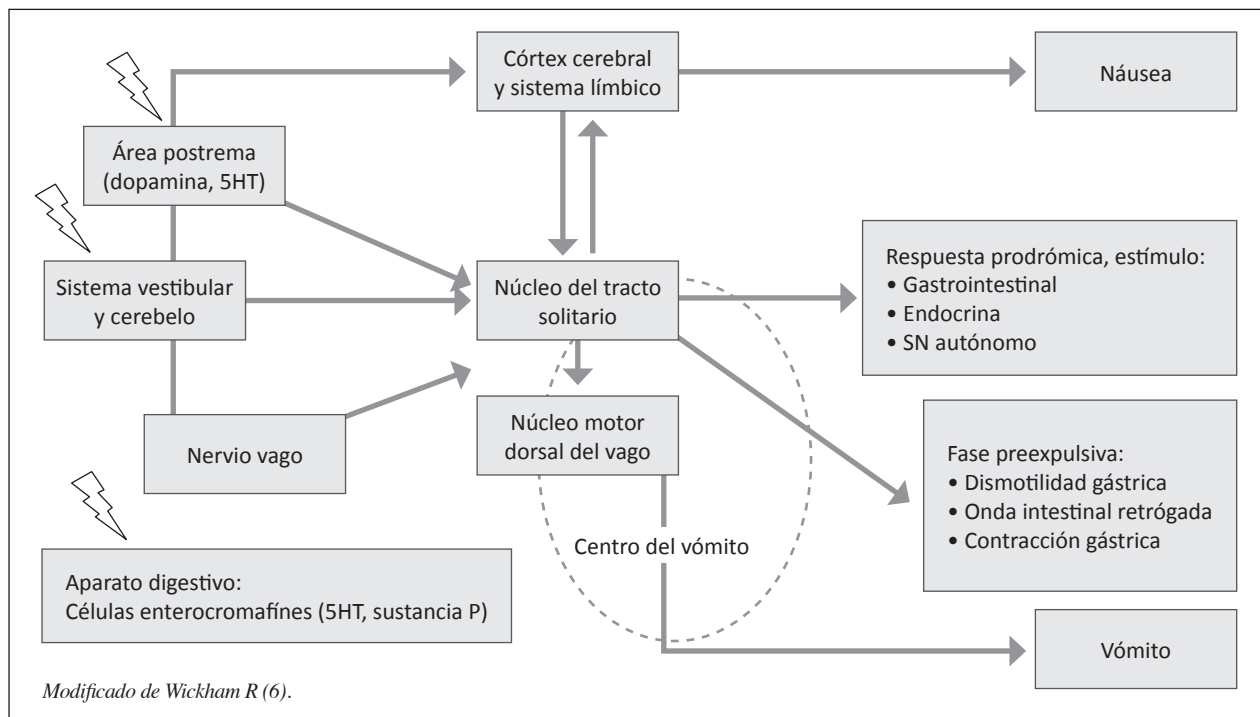 Córtex cerebral
y sistema límbico
Náusea
Área postrema
(dopamina, 5HT)
Sistema vestibular
y cerebelo
Núcleo del tracto
solitario
Respuesta prodrómica, estímulo:
• Gastrointestinal
• Endocrina
• SN autónomo
Nervio vago
Núcleo motor
dorsal del vago
Fase preexpulsiva:
• Dismotilidad gástrica
• Onda intestinal retrógada
• Contracción gástrica
Centro del vómito
Aparato digestivo:
Células enterocromafínes (5HT, sustancia P)
Vómito
Modificado de Wickham R (6).